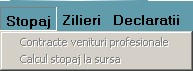 Stopaj Zilieri Declaratii
Contracte venituri profesionale
Calcul stopaj la sursa